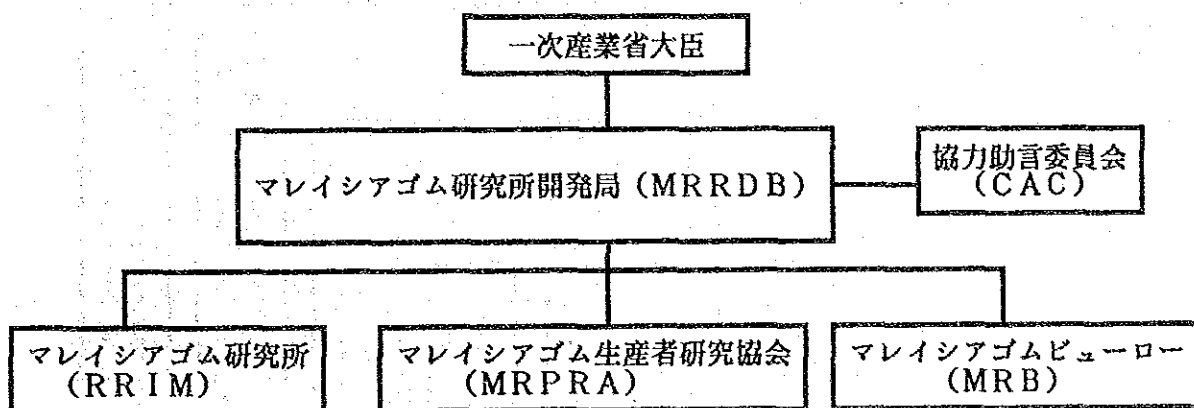 一次産業省大臣
マレイシアゴム研究所開発局(MRRDB)
協力助言委員会
(CAC)
マレイシアゴム研究所
(RRIM)
マレイシアゴム生産者研究協会
(MRPRA)
マレイシアゴムビューロー
(MRB)